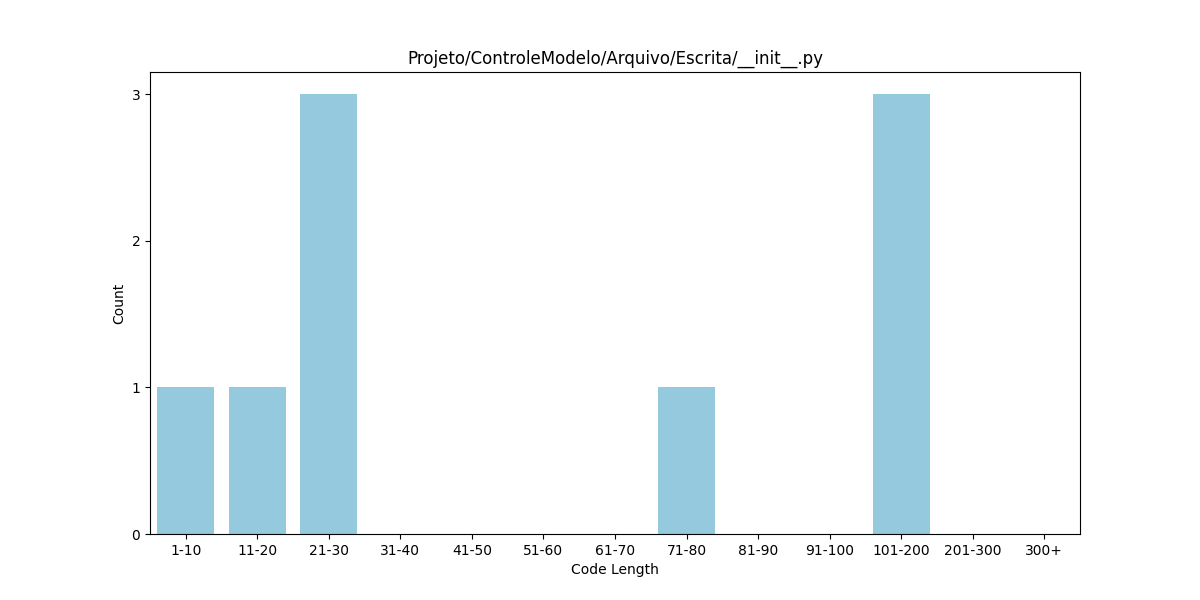 Projeto/ControleModelo/Arquivo/Escrita/__init__.py
3
2
1
0
Count
1-10 11-20 21-30 31-40 41-50 51-60 61-70 71-80 81-90 91-100 101-200 201-300 300+
Code Length